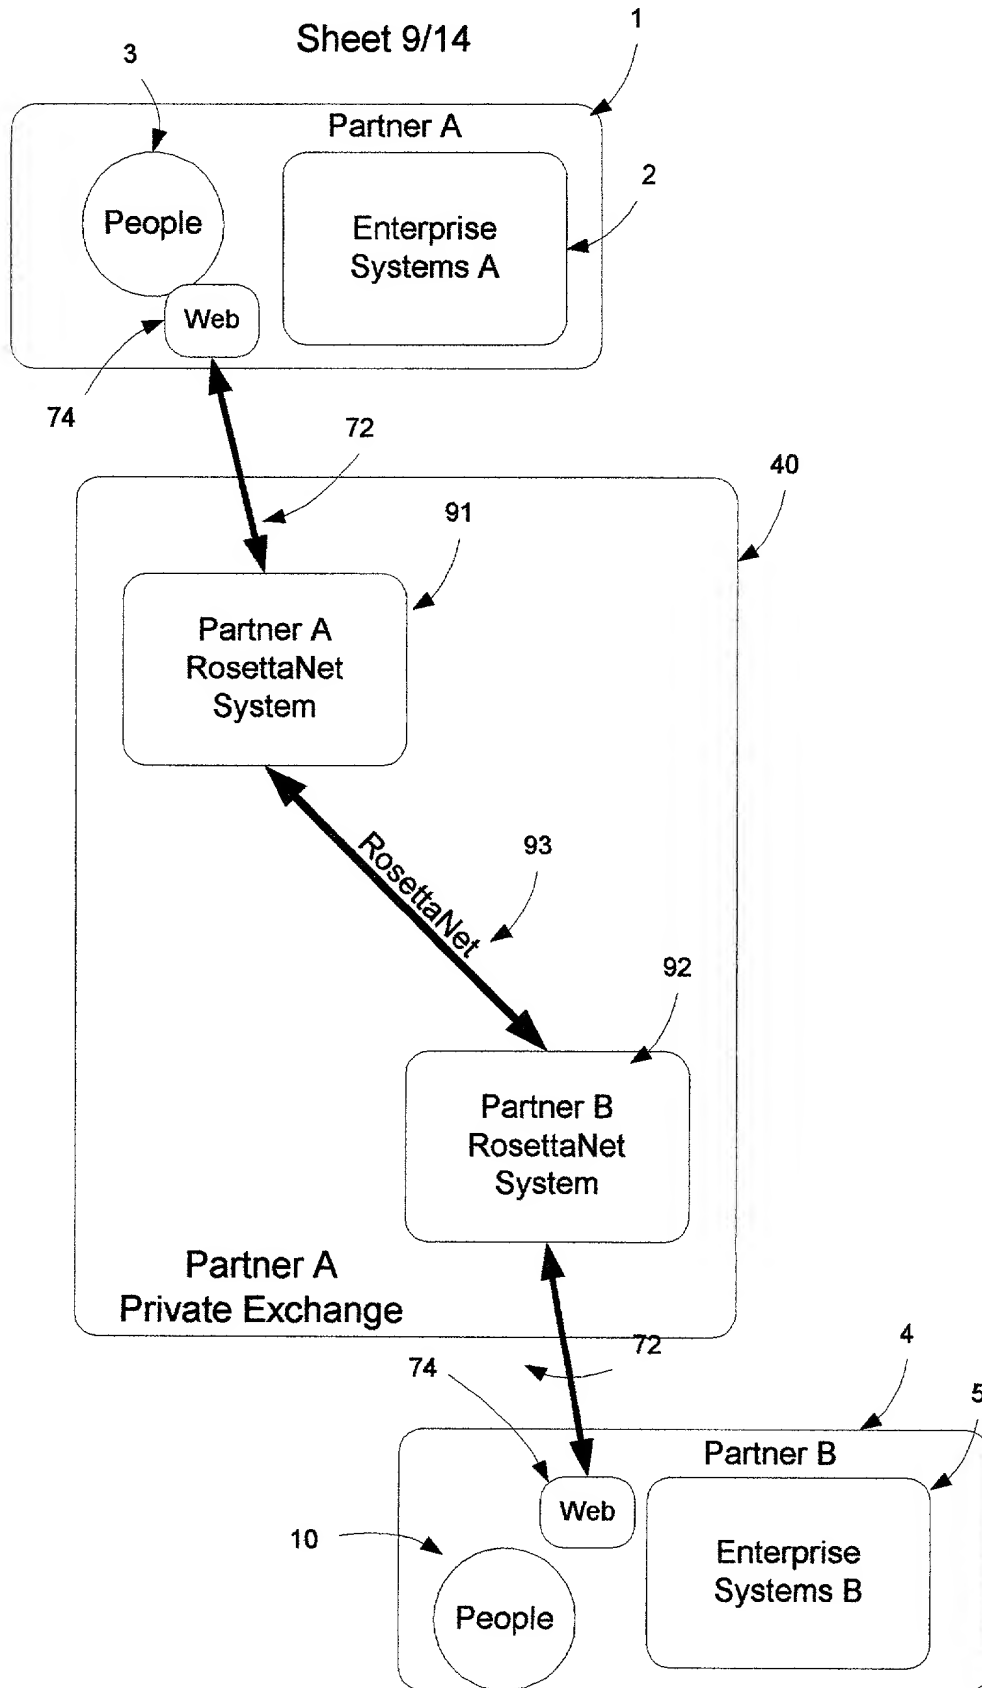 Sheet 9/14
1
3
Partner A
2
People
Enterprise
Systems A
Web
74
72
40
91
Partner A
RosettaNet
System
93
RosettaNet
92
Partner B
RosettaNet
System
Partner A
Private Exchange
72
74
4
5
Partner B
Web
10
Enterprise
Systems B
People